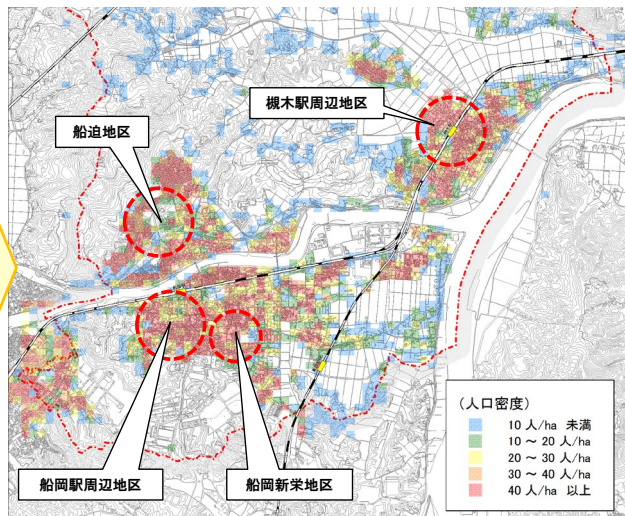 槻木駅周辺地区
船迫地区
船岡駅周辺地区
船岡新栄地区
(人口密度)
10 人/ha 未満
10 ～ 20 人/ha
20 ～ 30 人/ha
30 ～ 40 人/ha
40 人/ha 以上